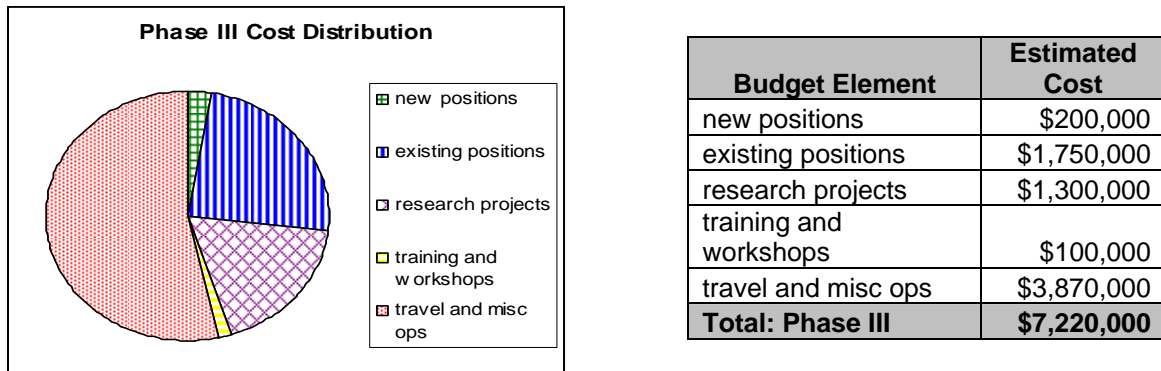 Phase III Cost Distribution
new positions
existing positions
research projects
training and
workshops
travel and misc
ops
Budget Element
Estimated
Cost
new positions $200,000
existing positions $1,750,000
research projects $1,300,000
training and
workshops $100,000
travel and misc ops $3,870,000
Total: Phase III $7,220,000